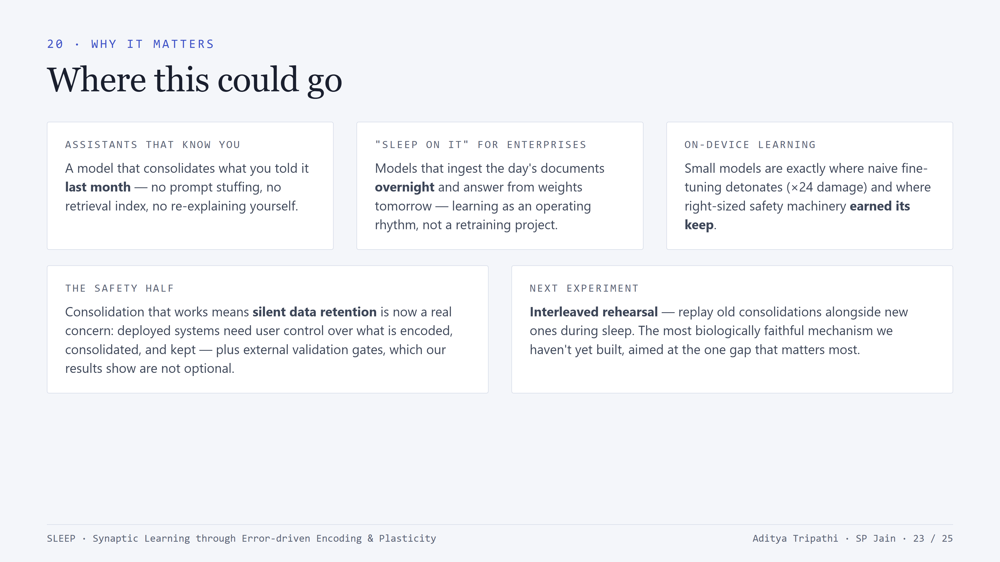 20 · WHY IT MATTERS
Where this could go
ASSISTANTS THAT KNOW YOU
A model that consolidates what you told it
last month — no prompt stuffing, no
retrieval index, no re-explaining yourself.
"SLEEP ON IT" FOR ENTERPRISES
Models that ingest the day's documents
overnight and answer from weights
tomorrow — learning as an operating
rhythm, not a retraining project.
ON-DEVICE LEARNING
Small models are exactly where naive fine-
tuning detonates (×24 damage) and where
right-sized safety machinery earned its
keep.
THE SAFETY HALF
Consolidation that works means silent data retention is now a real
concern: deployed systems need user control over what is encoded,
consolidated, and kept — plus external validation gates, which our
results show are not optional.
NEXT EXPERIMENT
Interleaved rehearsal — replay old consolidations alongside new
ones during sleep. The most biologically faithful mechanism we
haven't yet built, aimed at the one gap that matters most.
SLEEP · Synaptic Learning through Error-driven Encoding & Plasticity
Aditya Tripathi · SP Jain · 23 / 25